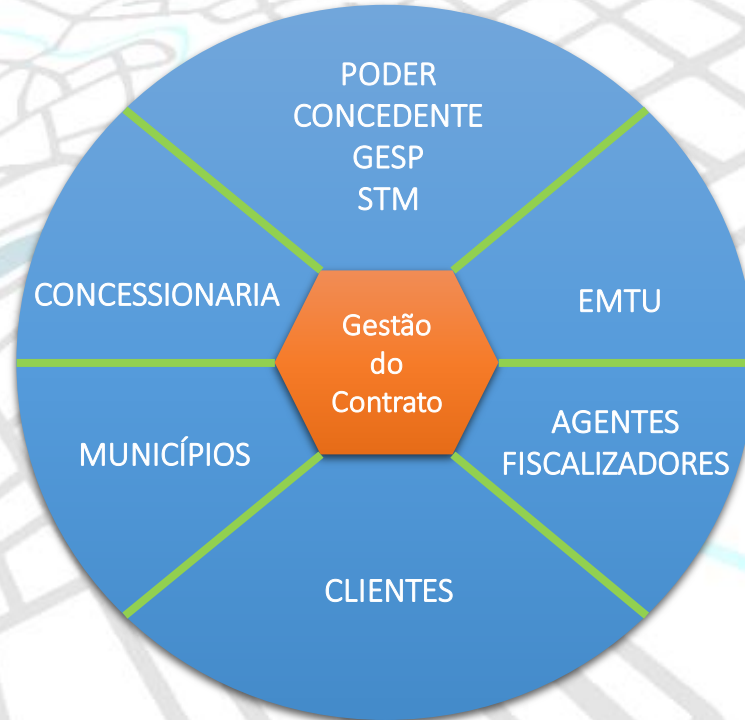 PODER
CONCEDENTE
GESP
STM
CONCESSIONARIA
EMTU
Gestão
do
Contrato
MUNICÍPIOS
AGENTES
FISCALIZADORES
CLIENTES